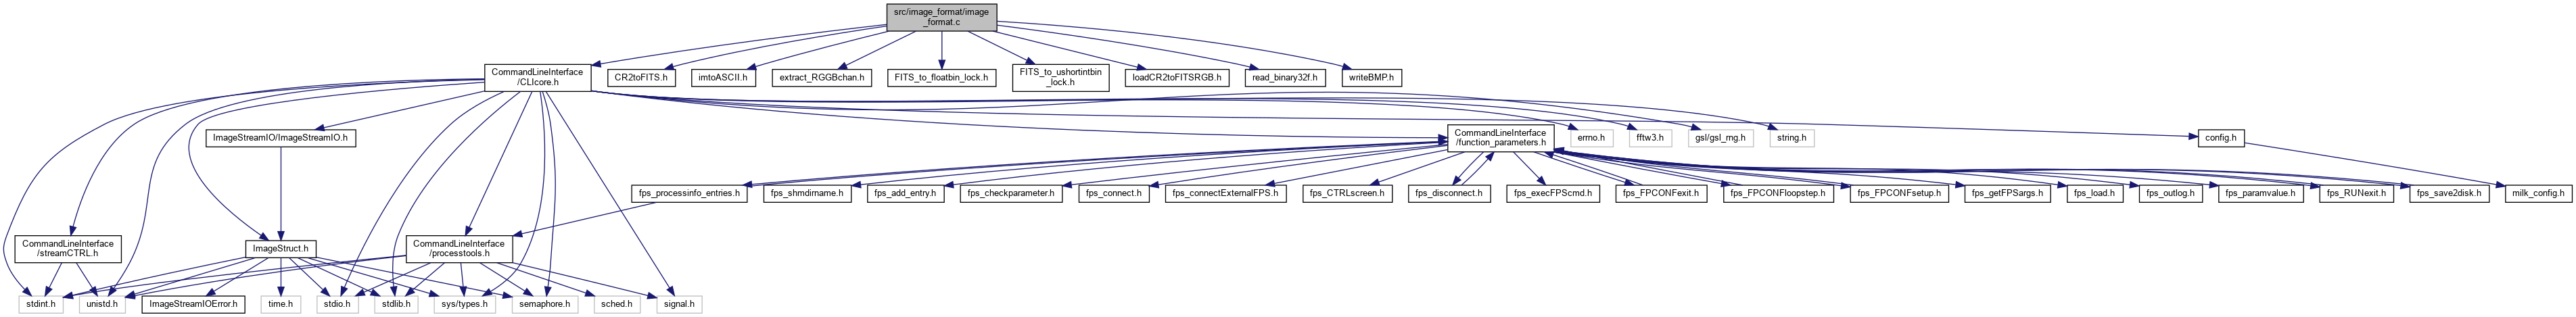 src/image_format/image
_format.c
CommandLineInterface
/CLIcore.h
CR2toFITS.h
imtoASCII.h
extract_RGGBchan.h
FITS_to_floatbin_lock.h
FITS_to_ushortintbin
_lock.h
loadCR2toFITSRGB.h
read_binary32f.h
writeBMP.h
ImageStreamIO/ImageStreamIO.h
CommandLineInterface
/function_parameters.h
errno.h
fftw3.h
gsl/gsl_rng.h
string.h
config.h
fps_processinfo_entries.h
fps_shmdirname.h
fps_add_entry.h
fps_checkparameter.h
fps_connect.h
fps_connectExternalFPS.h
fps_CTRLscreen.h
fps_disconnect.h
fps_execFPScmd.h
fps_FPCONFexit.h
fps_FPCONFloopstep.h
fps_FPCONFsetup.h
fps_getFPSargs.h
fps_load.h
fps_outlog.h
fps_paramvalue.h
fps_RUNexit.h
fps_save2disk.h
milk_config.h
CommandLineInterface
/streamCTRL.h
ImageStruct.h
CommandLineInterface
/processtools.h
stdint.h
unistd.h
ImageStreamIOError.h
time.h
stdio.h
stdlib.h
sys/types.h
semaphore.h
sched.h
signal.h